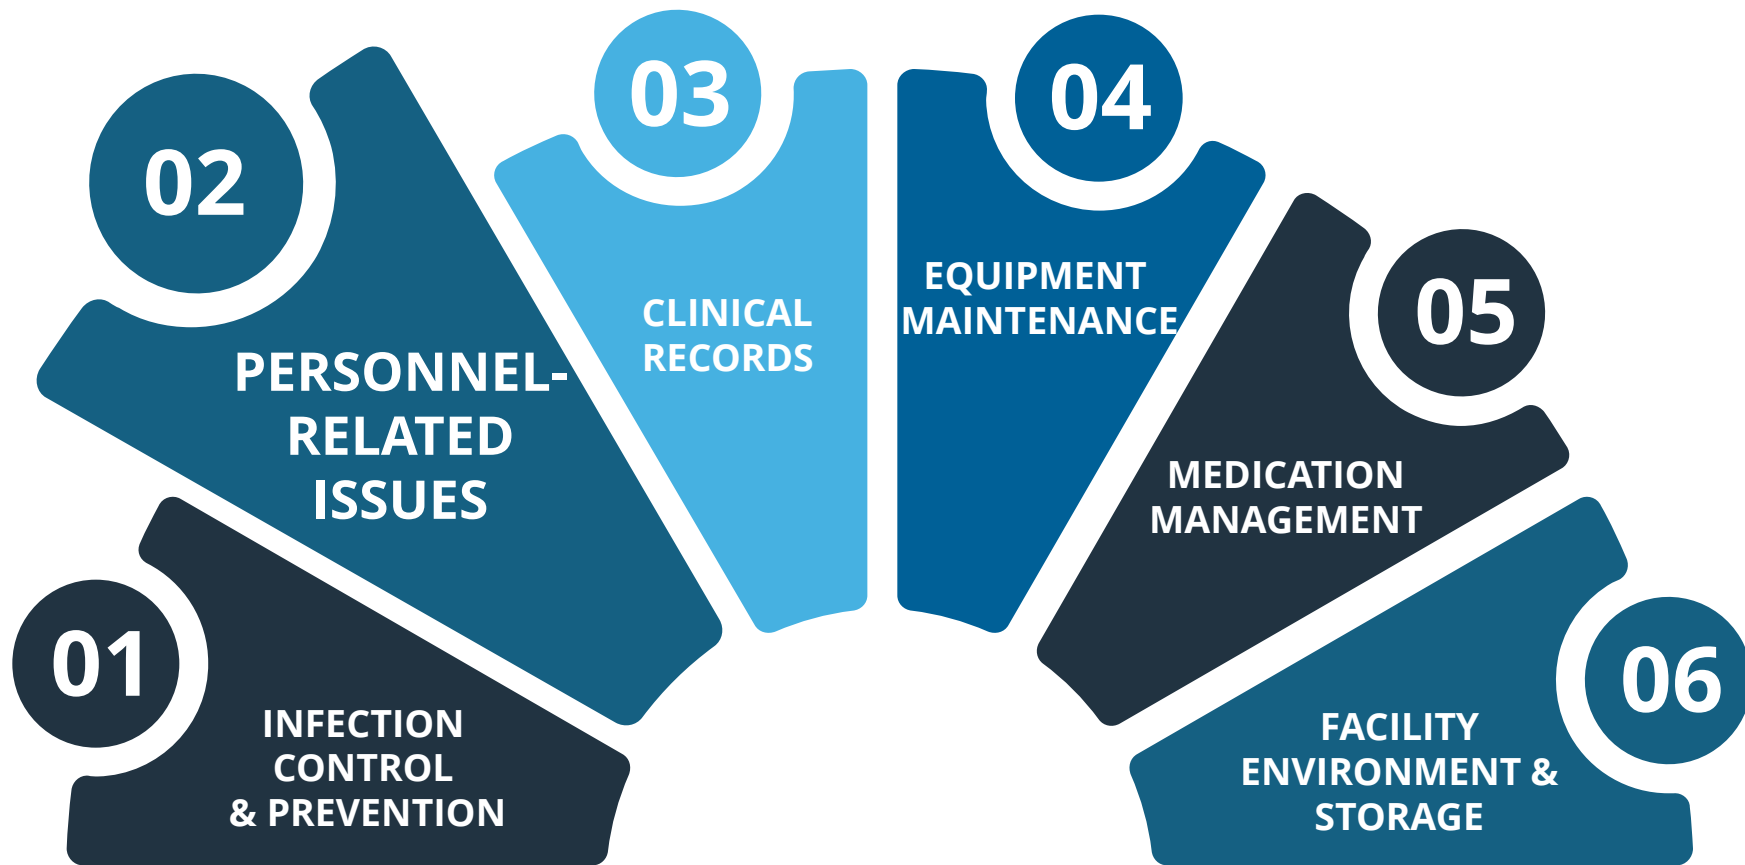 01
INFECTION
CONTROL
& PREVENTION
02
PERSONNEL-
RELATED
ISSUES
03
CLINICAL
RECORDS
04
EQUIPMENT
MAINTENANCE
05
MEDICATION
MANAGEMENT
06
FACILITY
ENVIRONMENT &
STORAGE